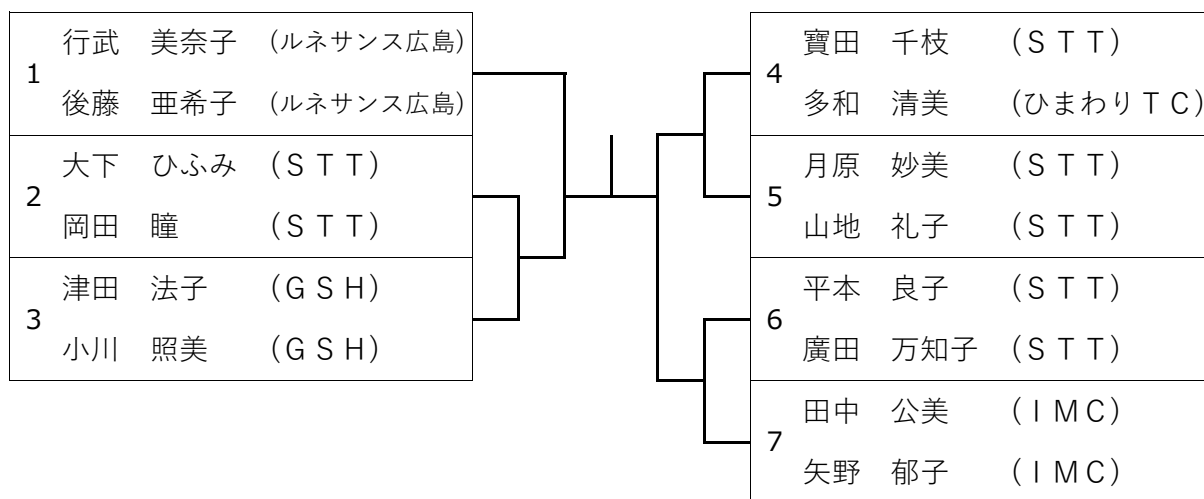 1
行武 美奈子 (ルネサンス広島)
後藤 亜希子 (ルネサンス広島)
2
大下 ひふみ (ＳＴＴ)
岡田 瞳 (ＳＴＴ)
3
津田 法子 (ＧＳＨ)
小川 照美 (ＧＳＨ)
4
寶田 千枝 (ＳＴＴ)
多和 清美 (ひまわりＴＣ)
5
月原 妙美 (ＳＴＴ)
山地 礼子 (ＳＴＴ)
6
平本 良子 (ＳＴＴ)
廣田 万知子 (ＳＴＴ)
7
田中 公美 (ＩＭＣ)
矢野 郁子 (ＩＭＣ)